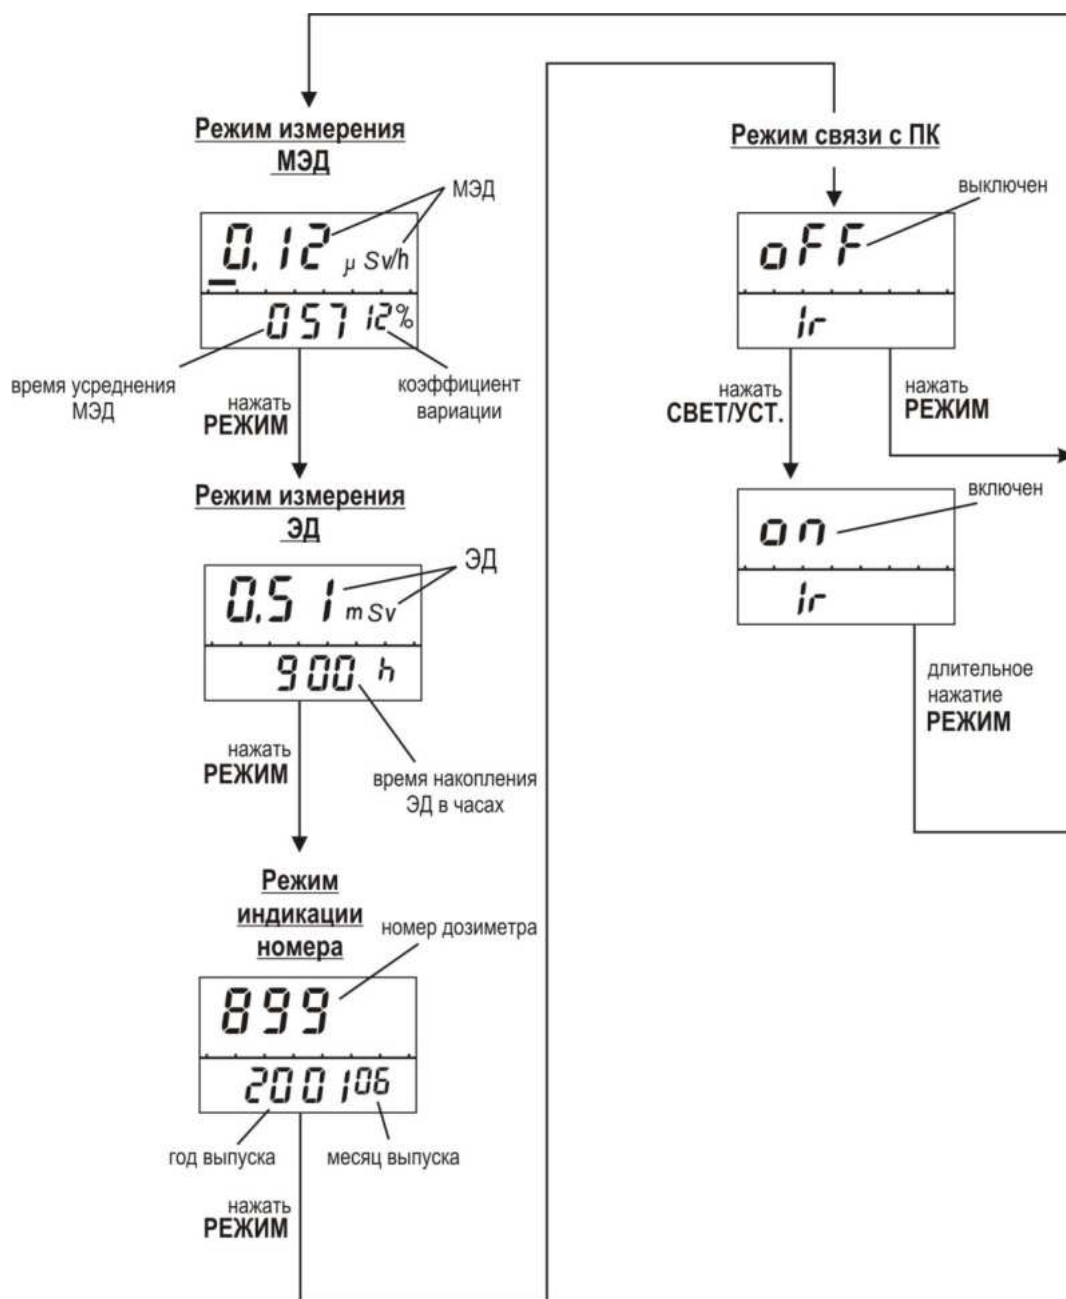 Режим измерения
МЭД
МЭД
0.12 μ Sv/h
057 12%
время усреднения
МЭД
коэффициент
вариации
нажать
РЕЖИМ
Режим измерения
ЭД
ЭД
0.51 mSv
900 h
нажать
РЕЖИМ
время накопления
ЭД в часах
Режим
индикации
номера
номер дозиметра
899
2001 06
год выпуска
месяц выпуска
нажать
РЕЖИМ
Режим связи с ПК
выключен
oFF
Ir
нажать
СВЕТ/УСТ.
нажать
РЕЖИМ
включен
on
Ir
длительное
нажатие
РЕЖИМ